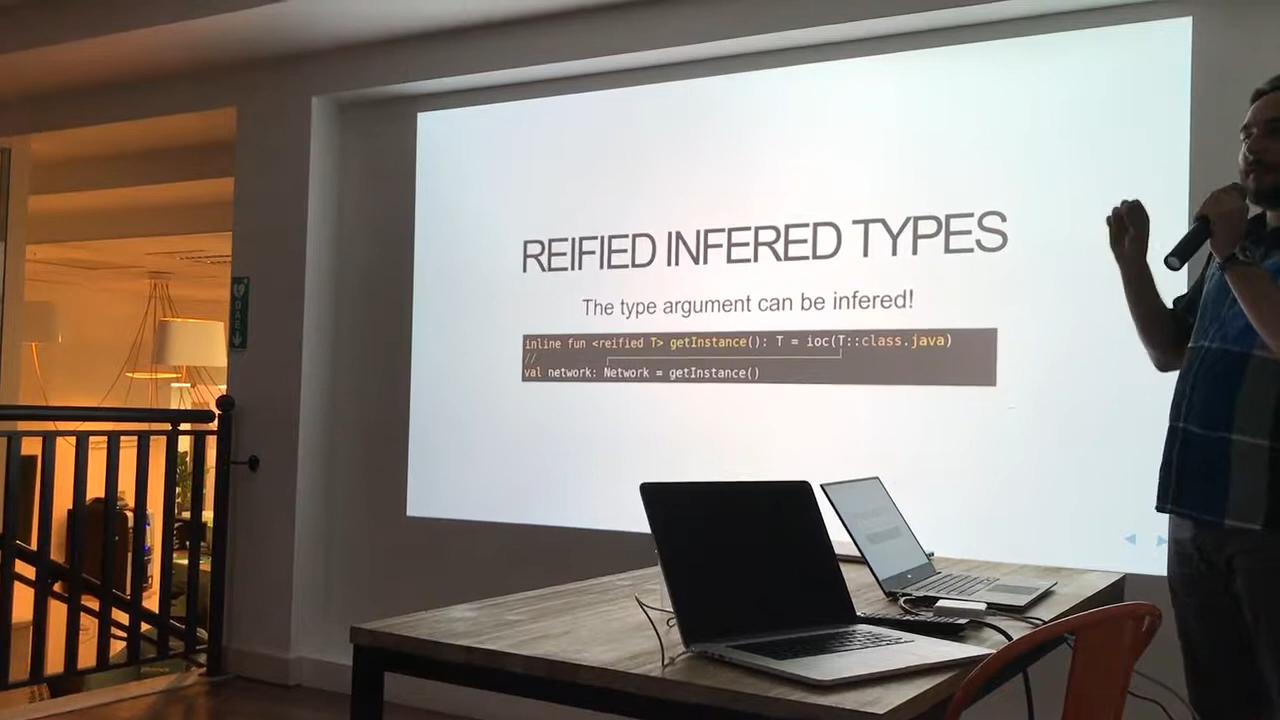 REIFIED INFERED TYPES
The type argument can be infered!
inline fun <reified T> getInstance(): T = ioc(T::class.java)
//
val network: Network = getInstance()
DAE